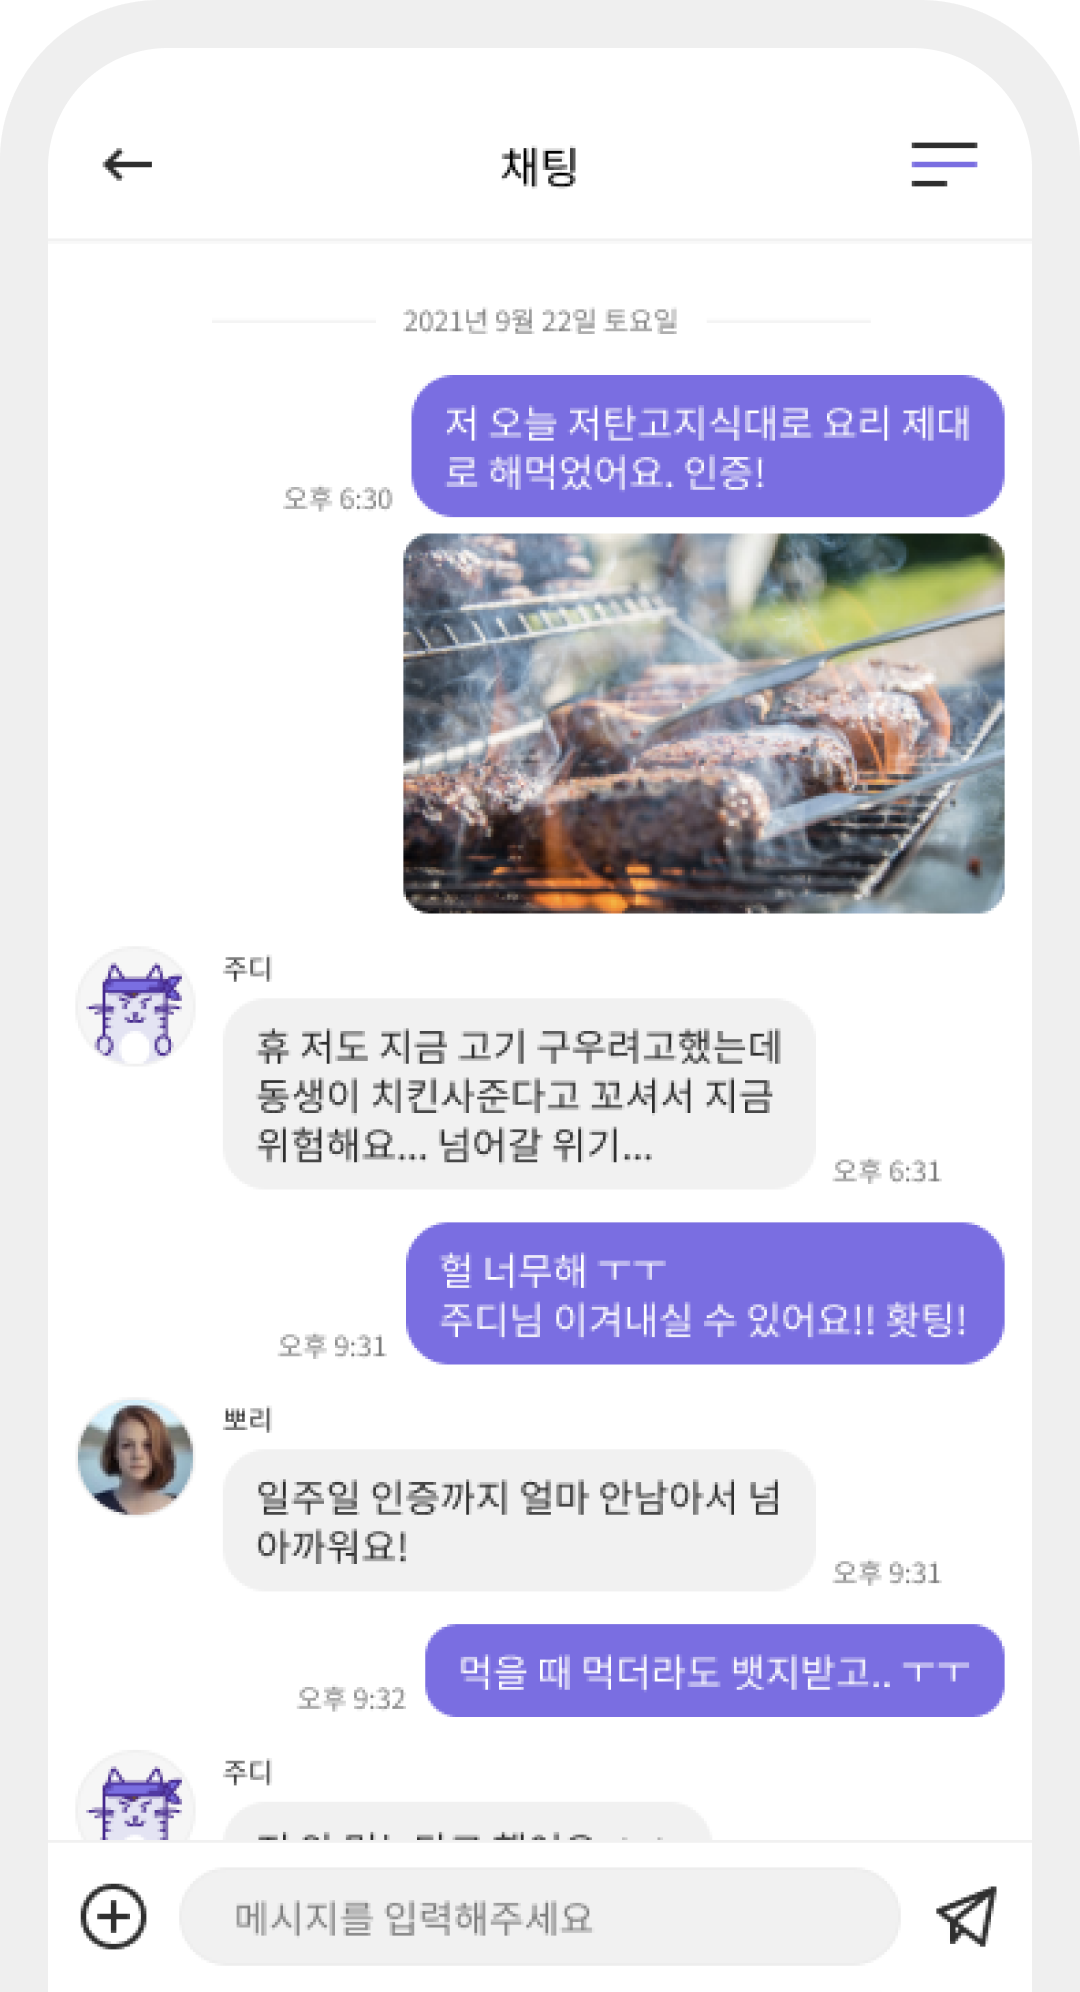 채팅
2021년 9월 22일 토요일
저 오늘 저탄고지식대로 요리 제대
로 해먹었어요. 인증!
오후 6:30
주디
휴 저도 지금 고기 구우려고했는데
동생이 치킨사준다고 꼬셔서 지금
위험해요... 넘어갈 위기...
오후 6:31
헐 너무해 ㅜㅜ
주디님 이겨내실 수 있어요!! 홧팅!
오후 9:31
뽀리
일주일 인증까지 얼마 안남아서 넘
아까워요!
오후 9:31
먹을 때 먹더라도 뱃지받고.. ㅜㅜ
오후 9:32
주디
메시지를 입력해주세요